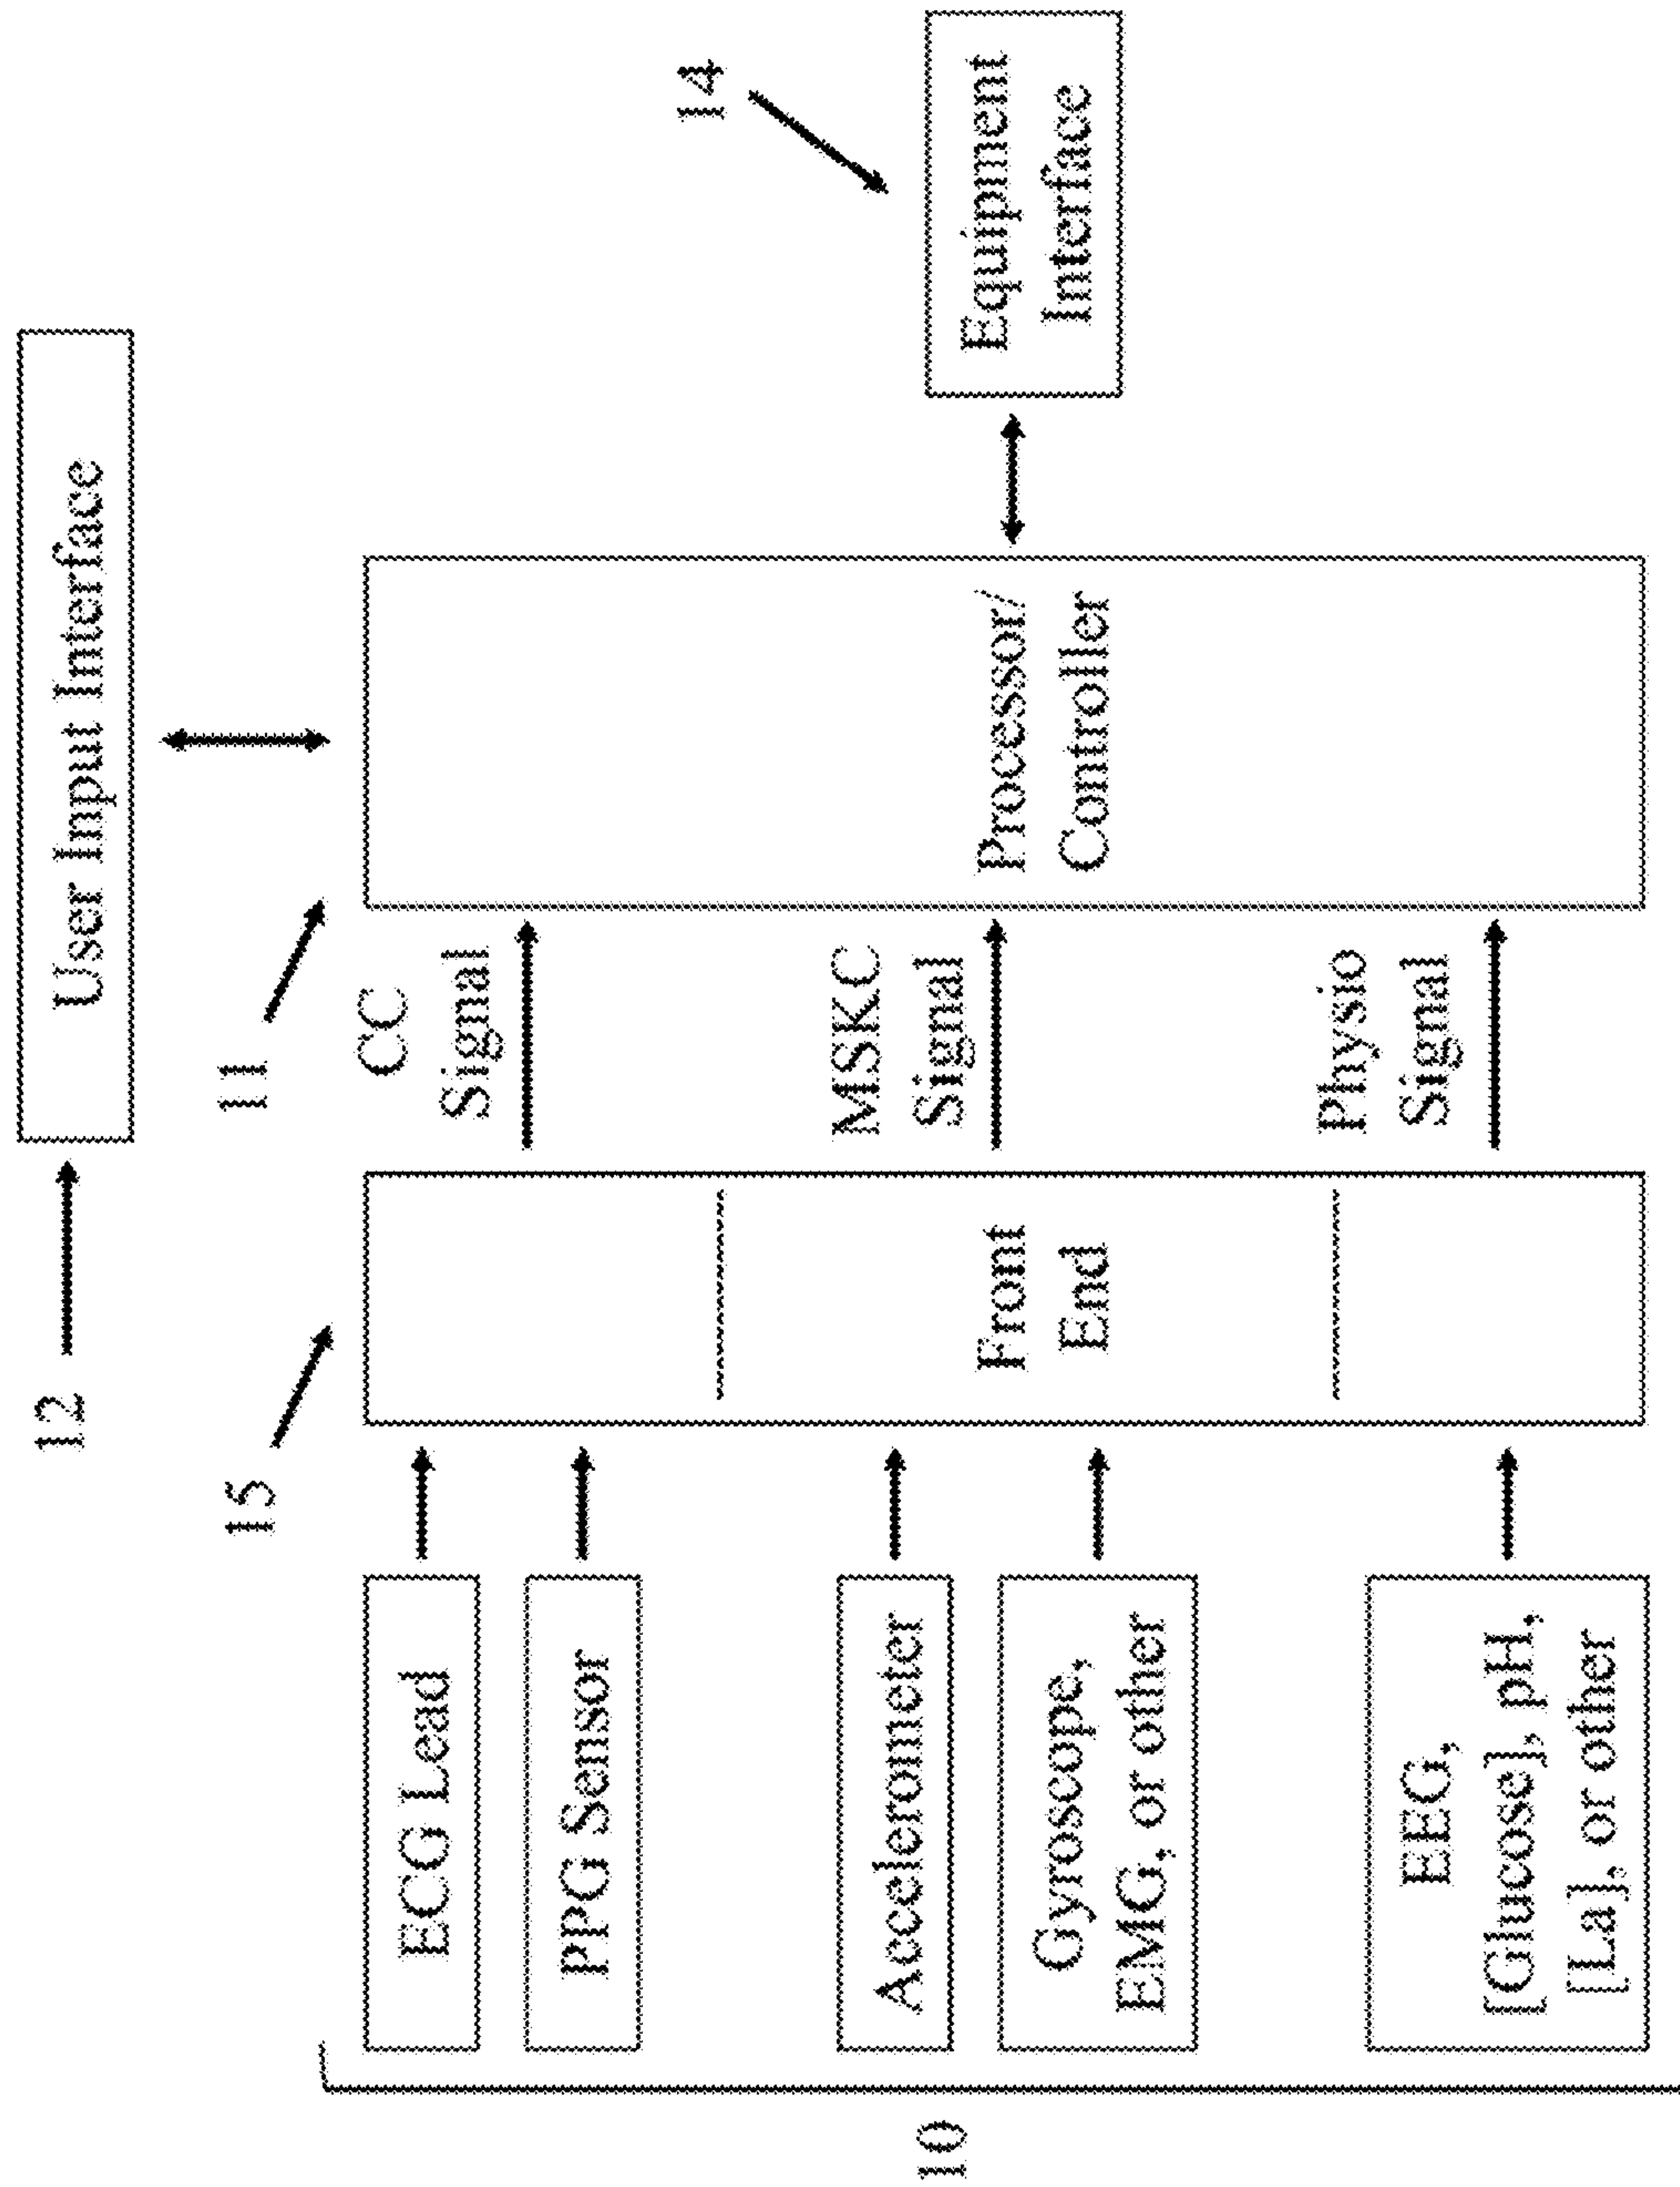 12
User Input Interface
15
11
14
10
ECG Lead
PPG Sensor
Accelerometer
Gyroscope,
EMG, or other
EEG,
[Glucose], pH,
[La], or other
Front
End
CC
Signal
MSKC
Signal
Physio
Signal
Processor/
Controller
Equipment
Interface